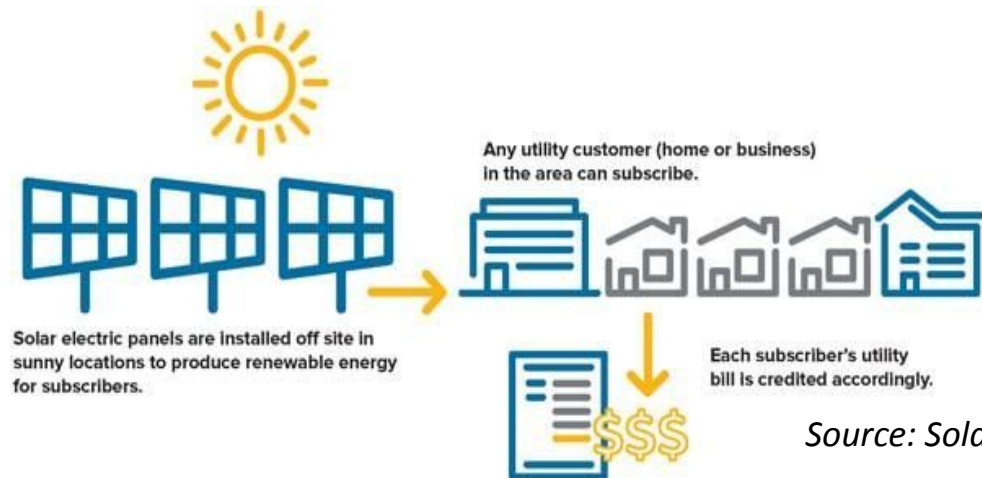 Any utility customer (home or business)
in the area can subscribe.
Solar electric panels are installed off site in
sunny locations to produce renewable energy
for subscribers.
Each subscriber's utility
bill is credited accordingly.
$$$
Source: